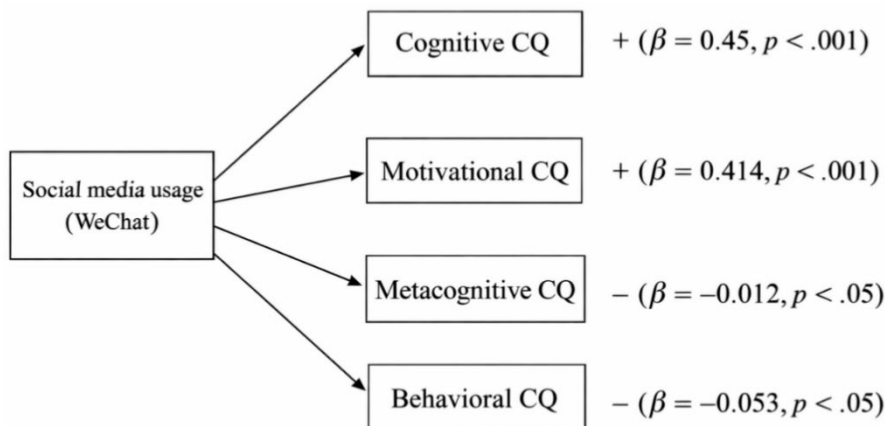 Cognitive CQ + (β = 0.45, p < .001)
Social media usage
(WeChat)
Motivational CQ + (β = 0.414, p < .001)
Metacognitive CQ – (β = –0.012, p < .05)
Behavioral CQ – (β = –0.053, p < .05)